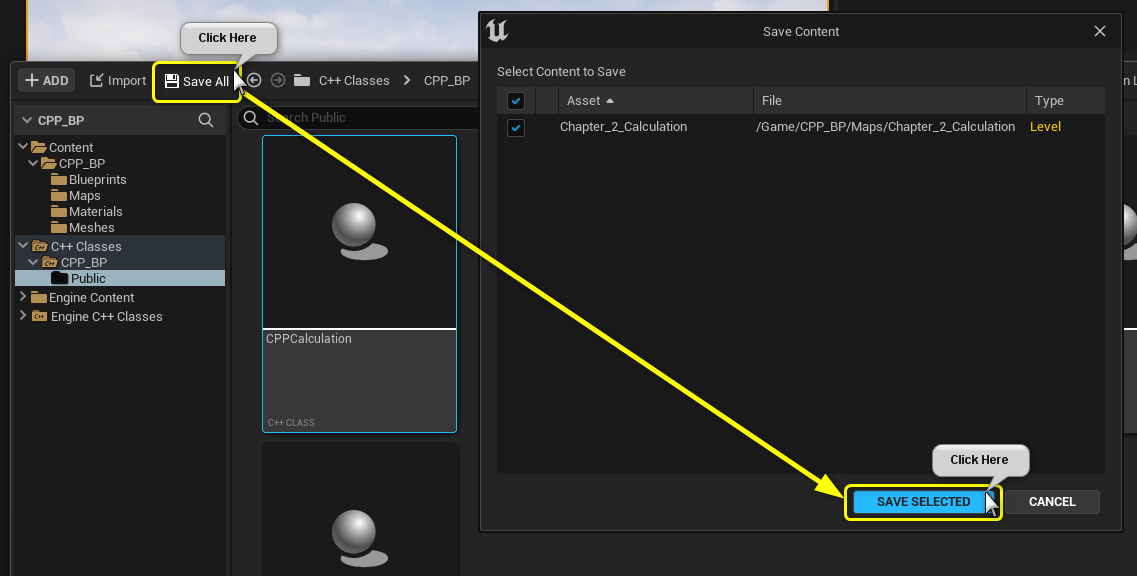 Click Here
ADD
Import
Save All
C++ Classes
CPP_BP
CPP_BP
Search Public
Content
CPP_BP
Blueprints
Maps
Materials
Meshes
C++ Classes
CPP_BP
Public
Engine Content
Engine C++ Classes
CPPCalculation
C++ CLASS
Save Content
Select Content to Save
Asset File Type
Chapter_2_Calculation /Game/CPP_BP/Maps/Chapter_2_Calculation Level
Click Here
SAVE SELECTED
CANCEL